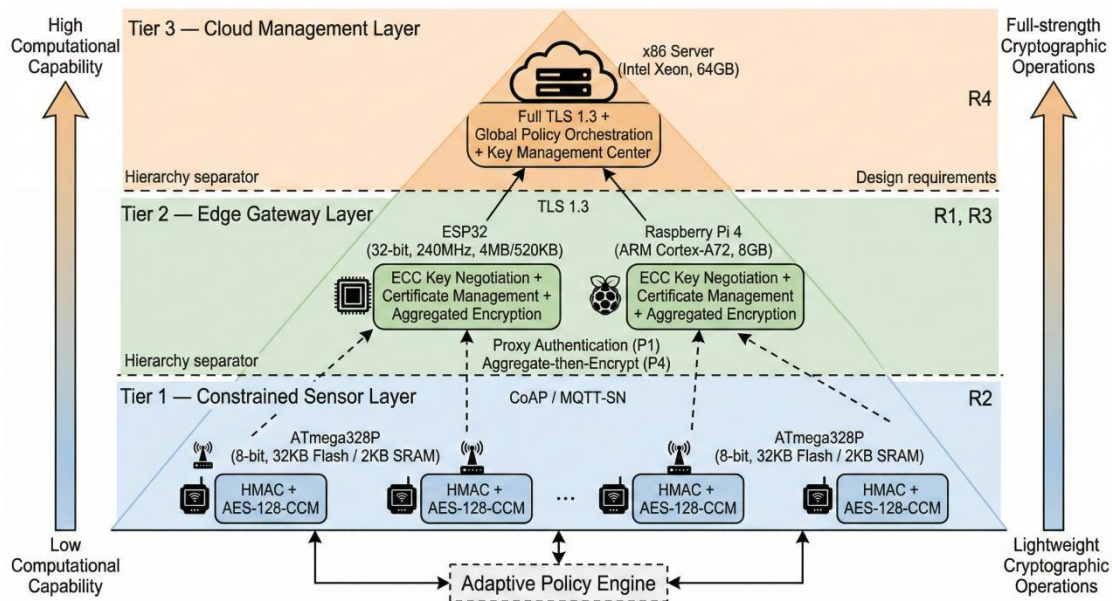 High
Computational
Capability
Tier 3 — Cloud Management Layer
x86 Server
(Intel Xeon, 64GB)
Full-strength
Cryptographic
Operations
R4
Full TLS 1.3 +
Global Policy Orchestration
+ Key Management Center
Hierarchy separator
Design requirements
Tier 2 — Edge Gateway Layer
TLS 1.3
R1, R3
ESP32
(32-bit, 240MHz, 4MB/520KB)
Raspberry Pi 4
(ARM Cortex-A72, 8GB)
ECC Key Negotiation +
Certificate Management +
Aggregated Encryption
ECC Key Negotiation +
Certificate Management
+ Aggregated Encryption
Proxy Authentication (P1)
Aggregate-then-Encrypt (P4)
Hierarchy separator
Tier 1 — Constrained Sensor Layer
CoAP / MQTT-SN
R2
ATmega328P
(8-bit, 32KB Flash / 2KB SRAM)
ATmega328P
(8-bit, 32KB Flash / 2KB SRAM)
HMAC +
AES-128-CCM
HMAC +
AES-128-CCM
...
HMAC +
AES-128-CCM
HMAC +
AES-128-CCM
Low
Computational
Capability
Adaptive Policy Engine
Lightweight
Cryptographic
Operations